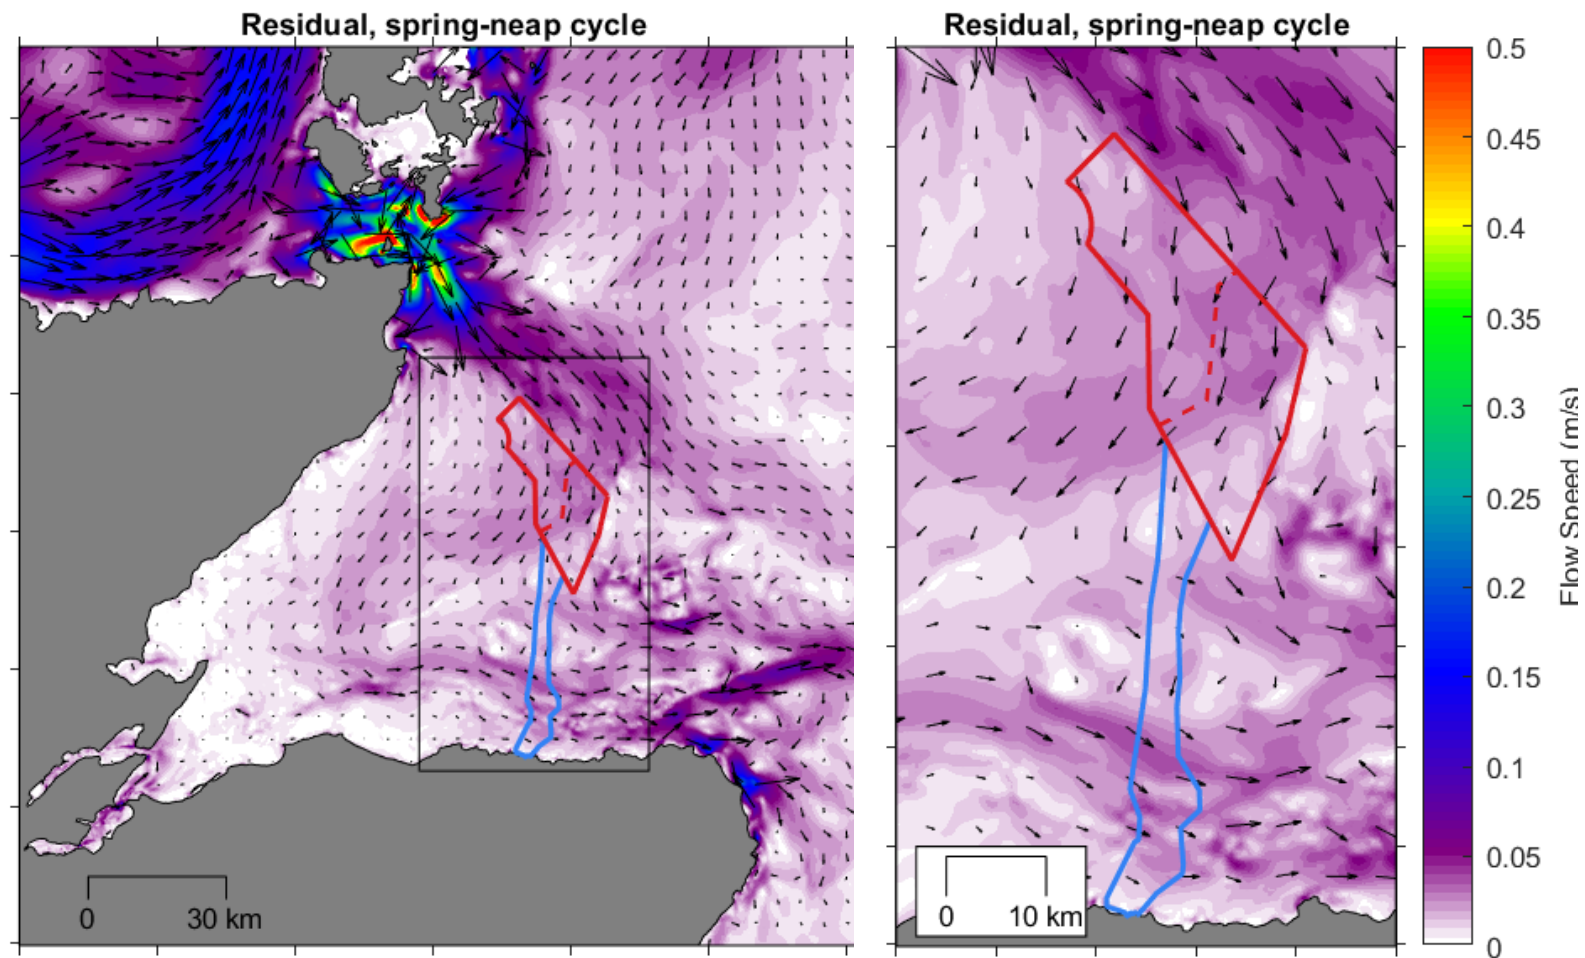 Residual, spring-neap cycle
0 30 km
Residual, spring-neap cycle
0 10 km
0.5
0.45
0.4
0.35
0.3
0.25
0.2
0.15
0.1
0.05
0
Flow Speed (m/s)